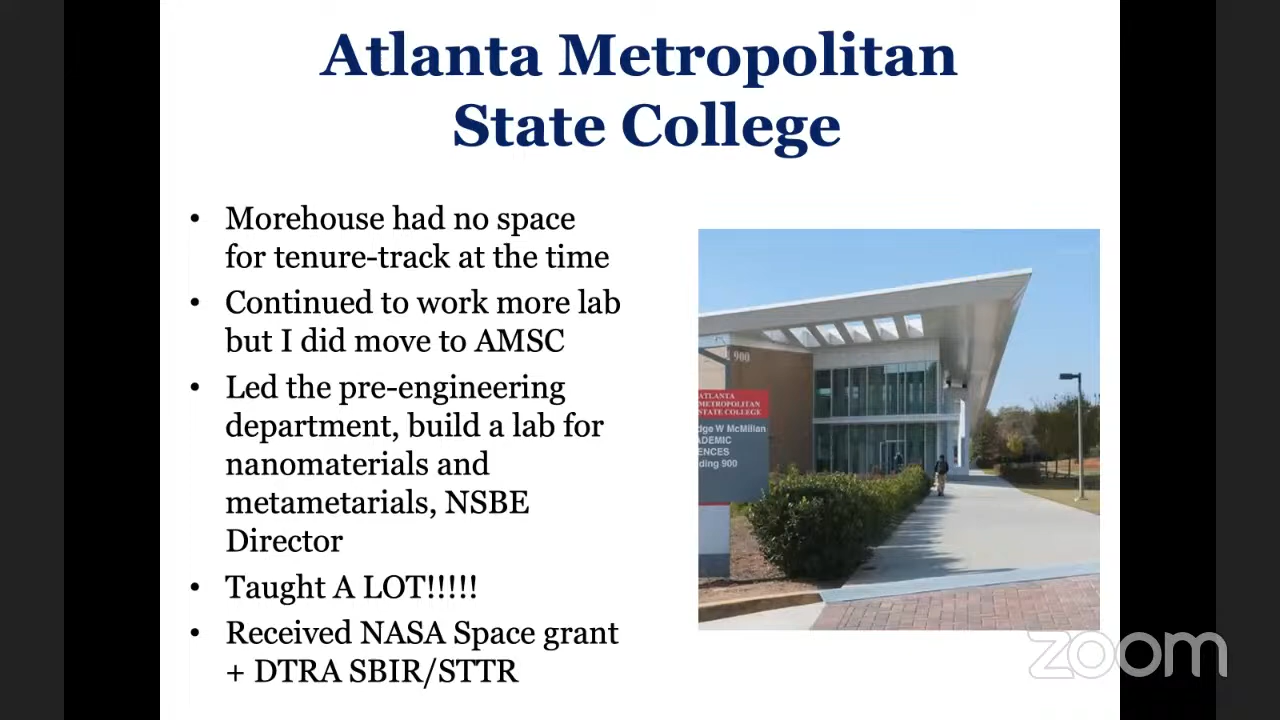 Atlanta Metropolitan
State College
• Morehouse had no space
for tenure-track at the time
• Continued to work more lab
but I did move to AMSC
• Led the pre-engineering
department, build a lab for
nanomaterials and
metametarials, NSBE
Director
• Taught A LOT!!!!!
• Received NASA Space grant
+ DTRA SBIR/STTR
900
ATLANTA
METROPOLITAN
STATE COLLEGE
dge W McMillan
ADEMIC
ENCES
ding 900
zoom